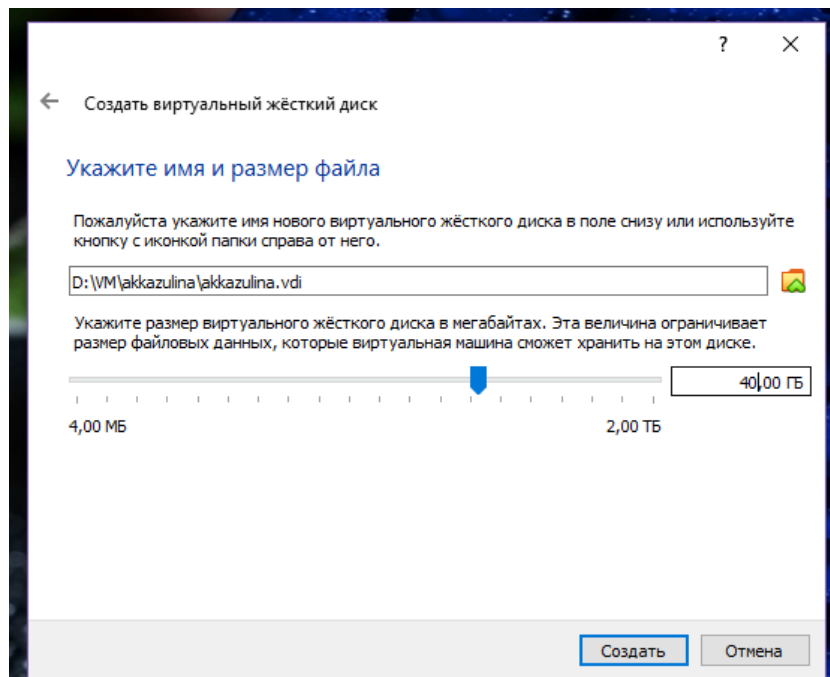 ?
Создать виртуальный жёсткий диск
Укажите имя и размер файла
Пожалуйста укажите имя нового виртуального жёсткого диска в поле снизу или используйте
кнопку с иконкой папки справа от него.
D:\VM\akkazulina\akkazulina.vdi
Укажите размер виртуального жёсткого диска в мегабайтах. Эта величина ограничивает
размер файловых данных, которые виртуальная машина сможет хранить на этом диске.
40,00 ГБ
4,00 МБ 2,00 ТБ
Создать Отмена